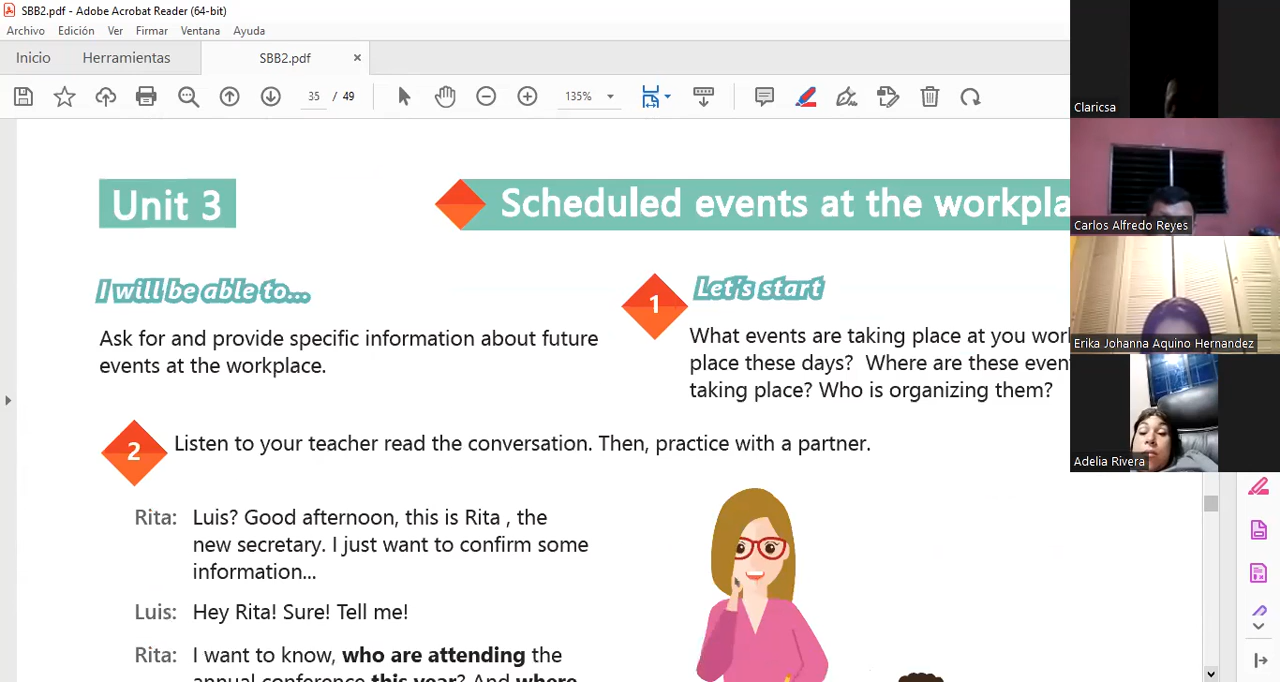 SBB2.pdf - Adobe Acrobat Reader (64-bit)
Archivo Edición Ver Firmar Ventana Ayuda
Inicio Herramientas SBB2.pdf ×
35 / 49 135%
Unit 3
Scheduled events at the workpla
I will be able to...
Ask for and provide specific information about future
events at the workplace.
1 Let's start
What events are taking place at you wor
place these days? Where are these even
taking place? Who is organizing them?
2 Listen to your teacher read the conversation. Then, practice with a partner.
Rita: Luis? Good afternoon, this is Rita , the
new secretary. I just want to confirm some
information...
Luis: Hey Rita! Sure! Tell me!
Rita: I want to know, who are attending the
annual conference this year? And where
Claricsa
Carlos Alfredo Reyes
Erika Johanna Aquino Hernandez
Adelia Rivera